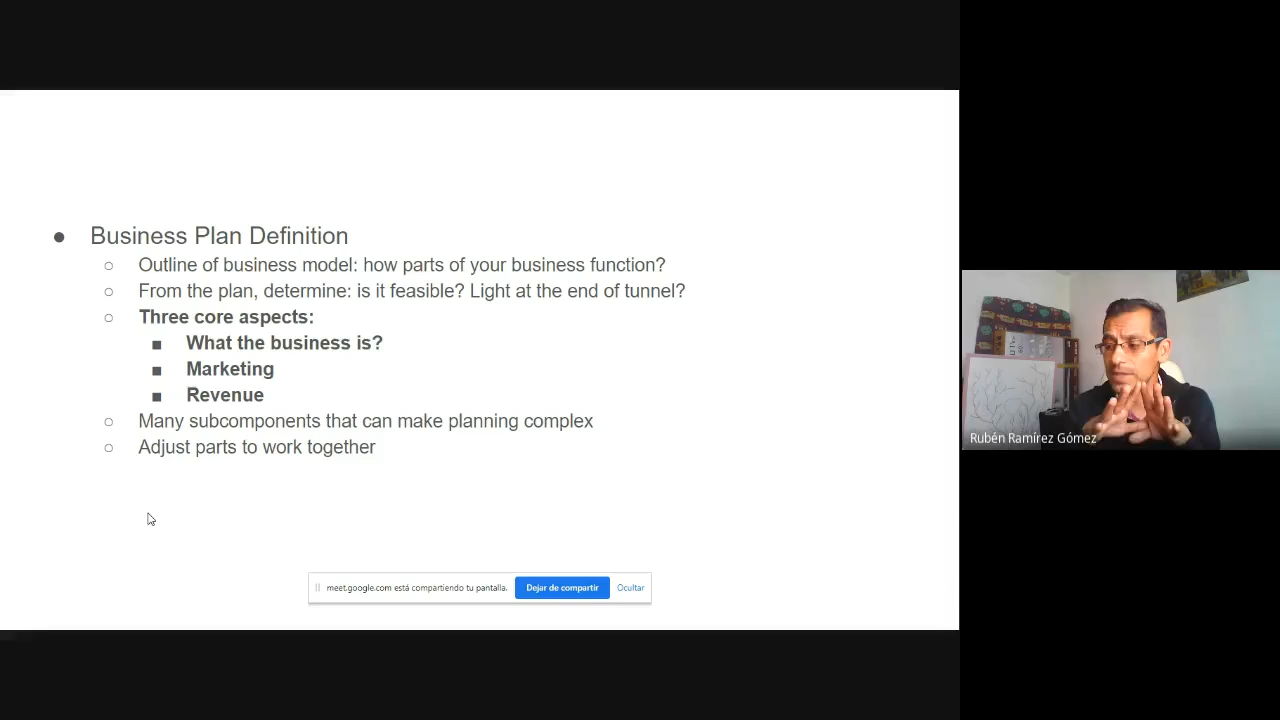 Business Plan Definition
Outline of business model: how parts of your business function?
From the plan, determine: is it feasible? Light at the end of tunnel?
Three core aspects:
What the business is?
Marketing
Revenue
Many subcomponents that can make planning complex
Adjust parts to work together
meet.google.com está compartiendo tu pantalla. Dejar de compartir Ocultar
Rubén Ramírez Gómez